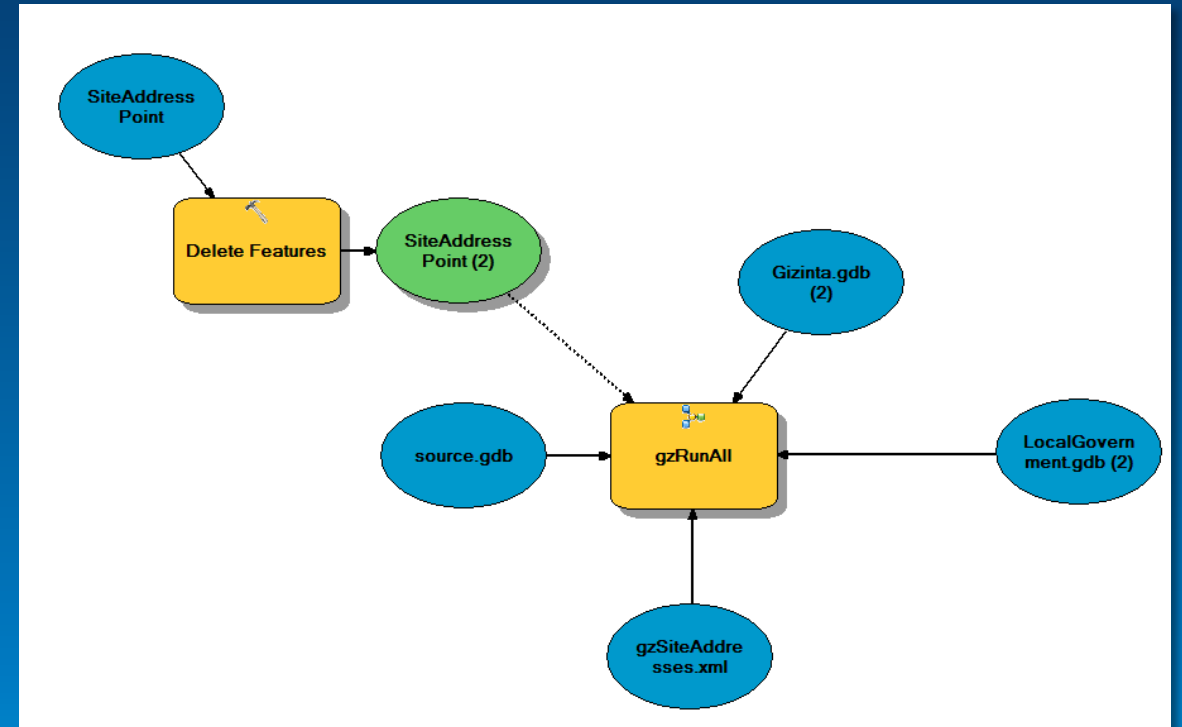 SiteAddress
Point
Delete Features
SiteAddress
Point (2)
Gizinta.gdb
(2)
source.gdb
gzRunAll
LocalGovern
ment.gdb (2)
gzSiteAddre
sses.xml